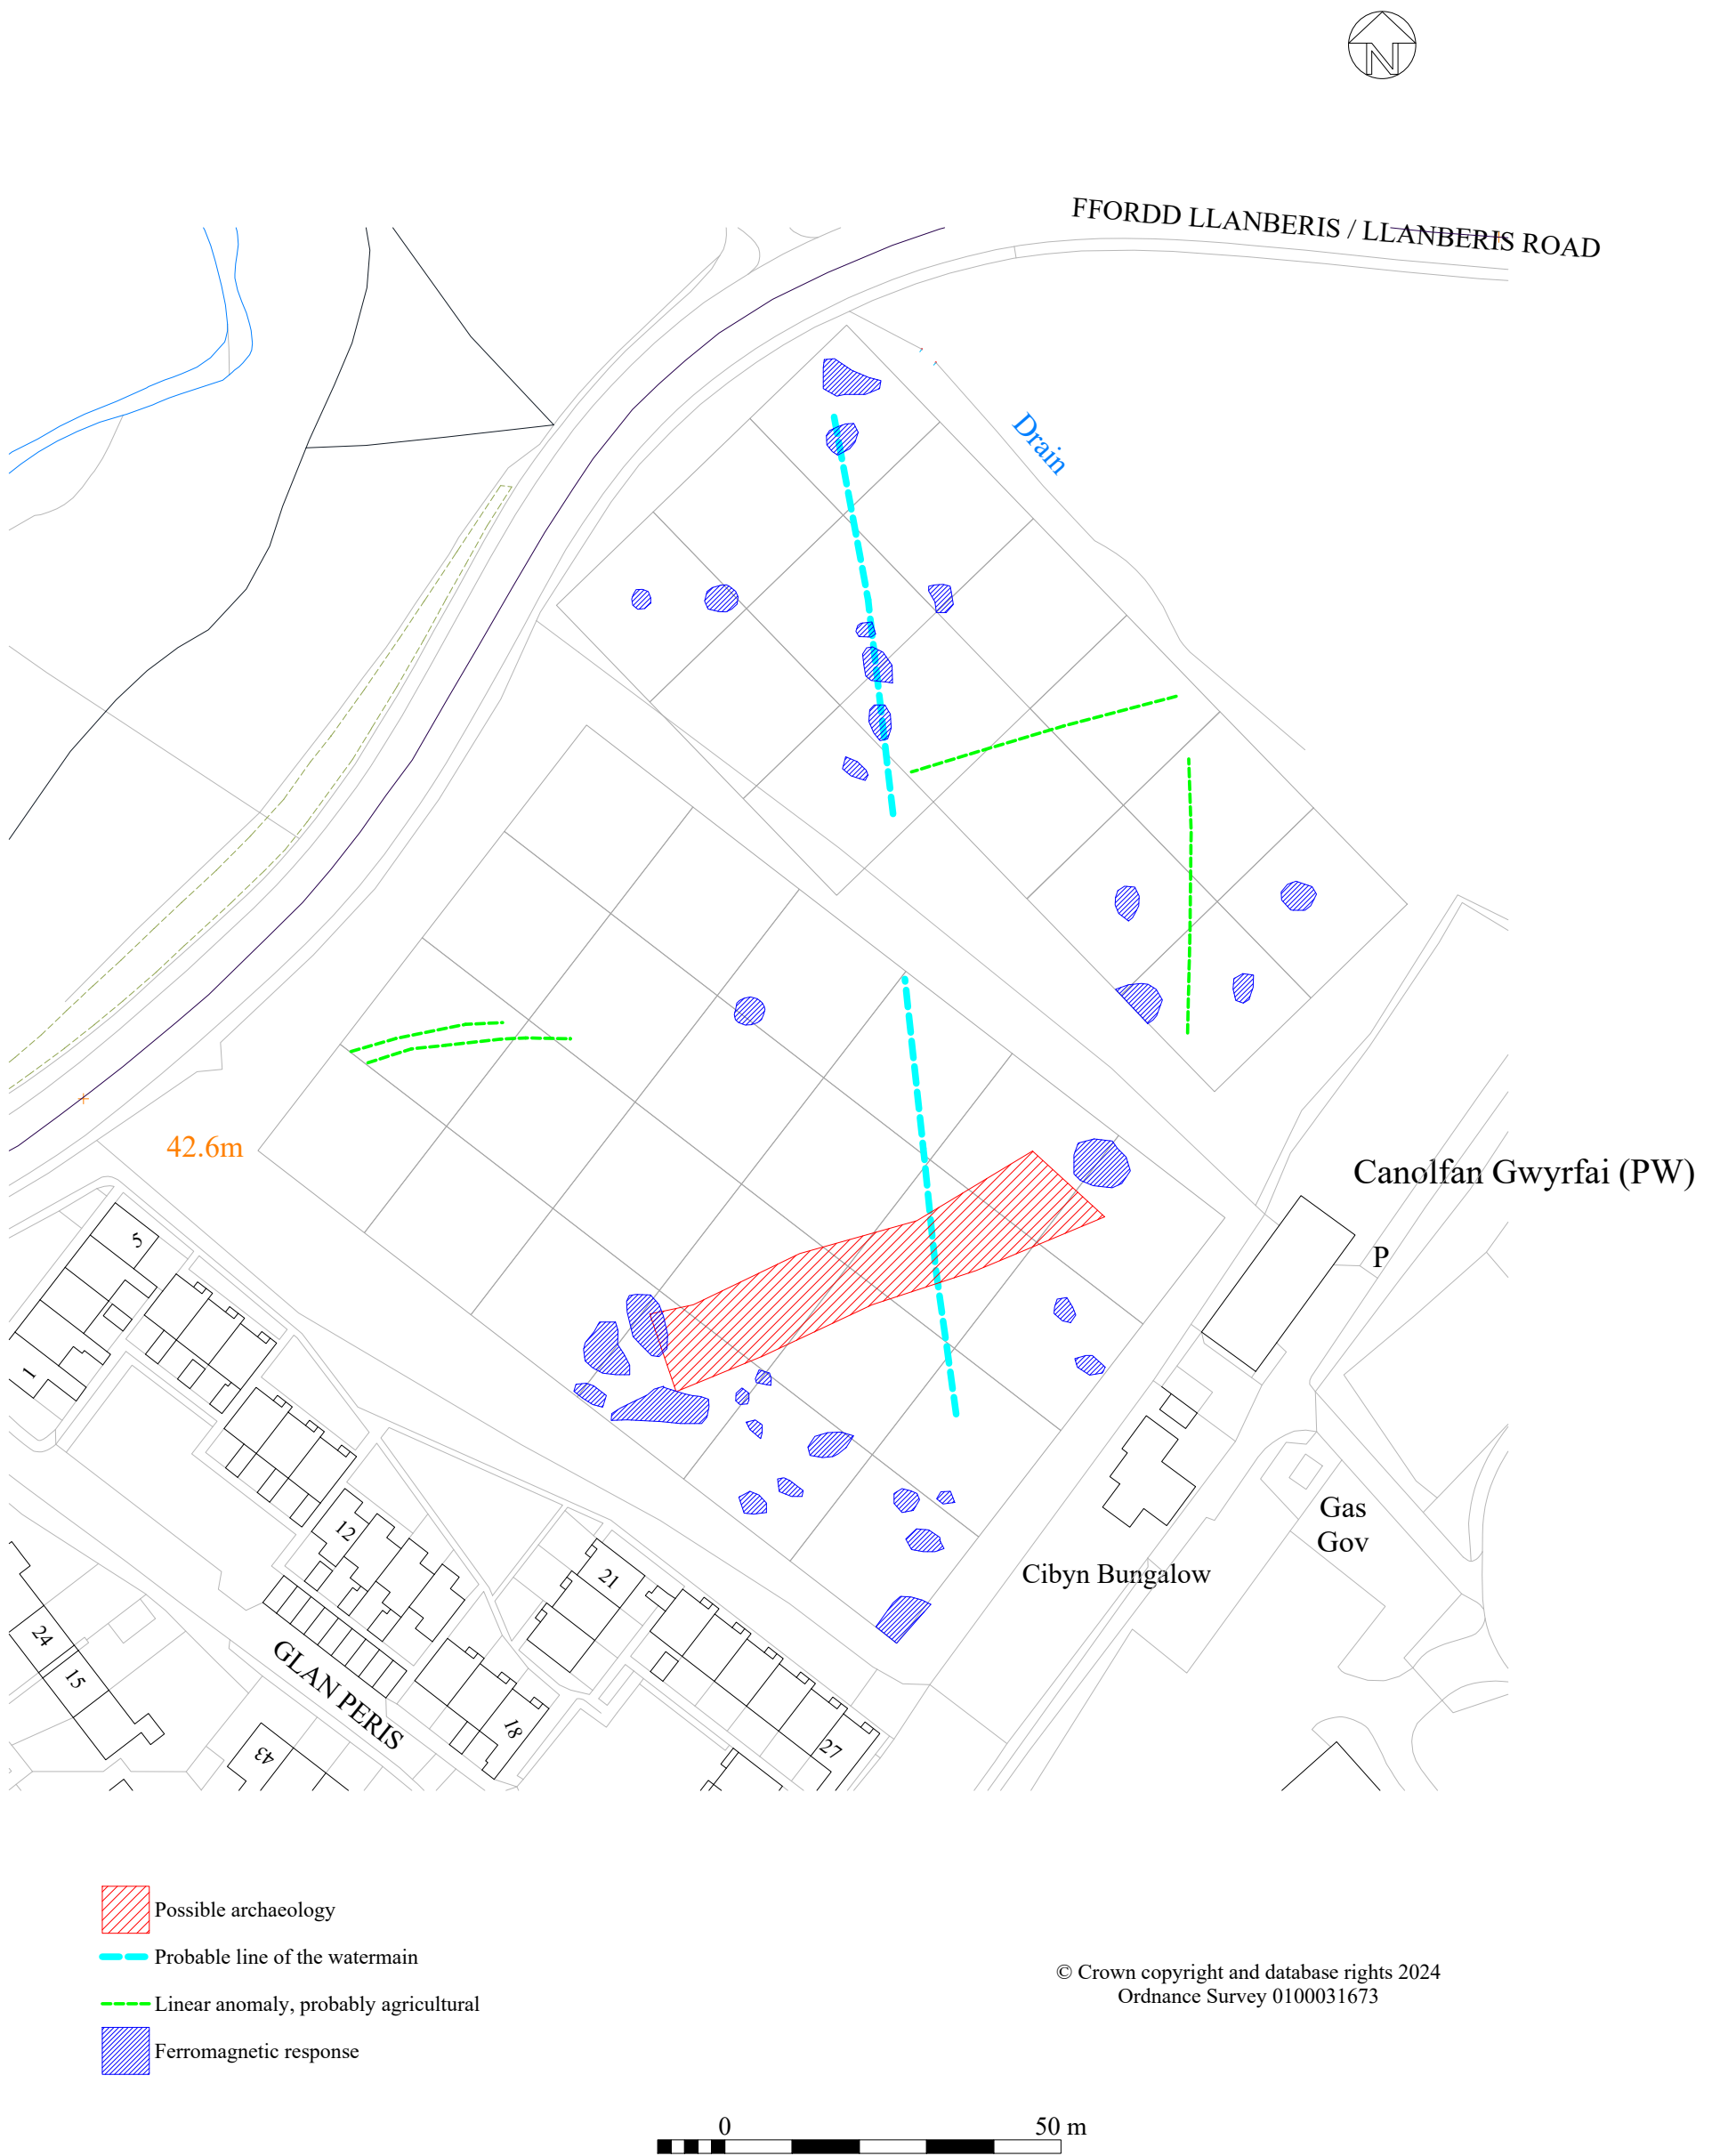 N
FFORDD LLANBERIS / LLANBERIS ROAD
Drain
42.6m
Canolfan Gwyrfai (PW)
P
5
1
12
Gas
Gov
Cibyn Bungalow
21
24
15
GLAN PERIS
18
27
43
Possible archaeology
Probable line of the watermain
Linear anomaly, probably agricultural
Ferromagnetic response
© Crown copyright and database rights 2024
Ordnance Survey 0100031673
0 50 m